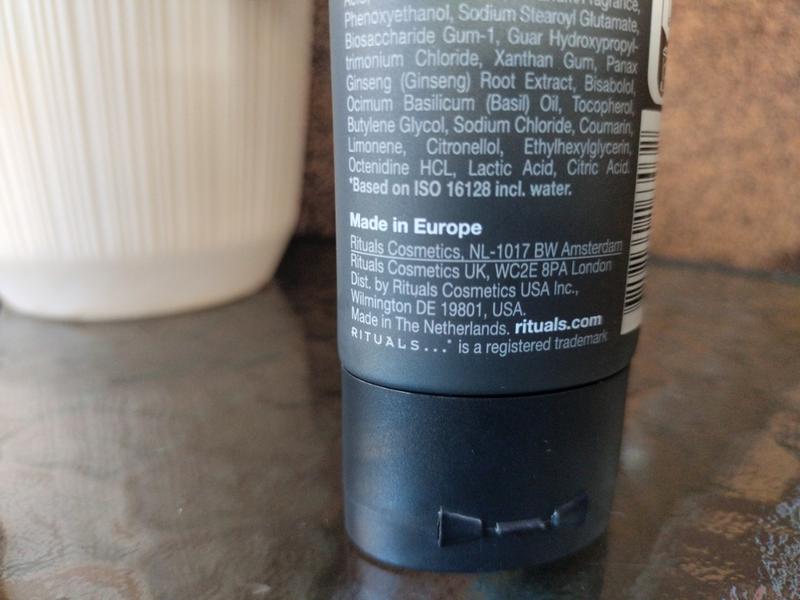 Fragrance,
Phenoxyethanol, Sodium Stearoyl Glutamate,
Biosaccharide Gum-1, Guar Hydroxypropyl-
trimonium Chloride, Xanthan Gum, Panax
Ginseng (Ginseng) Root Extract, Bisabolol,
Ocimum Basilicum (Basil) Oil, Tocopherol,
Butylene Glycol, Sodium Chloride, Coumarin,
Limonene, Citronellol, Ethylhexylglycerin,
Octenidine HCL, Lactic Acid, Citric Acid.
*Based on ISO 16128 incl. water.
Made in Europe
Rituals Cosmetics, NL-1017 BW Amsterdam
Rituals Cosmetics UK, WC2E 8PA London
Dist. by Rituals Cosmetics USA Inc.,
Wilmington DE 19801, USA.
Made in The Netherlands. rituals.com
RITUALS...® is a registered trademark